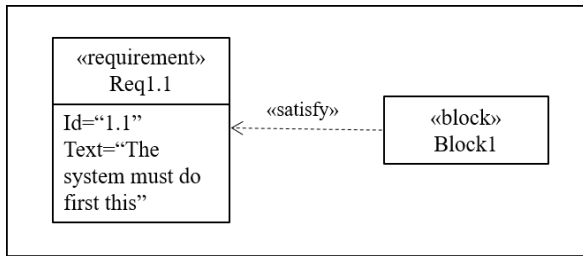 «requirement»
Req1.1
Id=“1.1”
Text=“The
system must do
first this”
«satisfy»
«block»
Block1